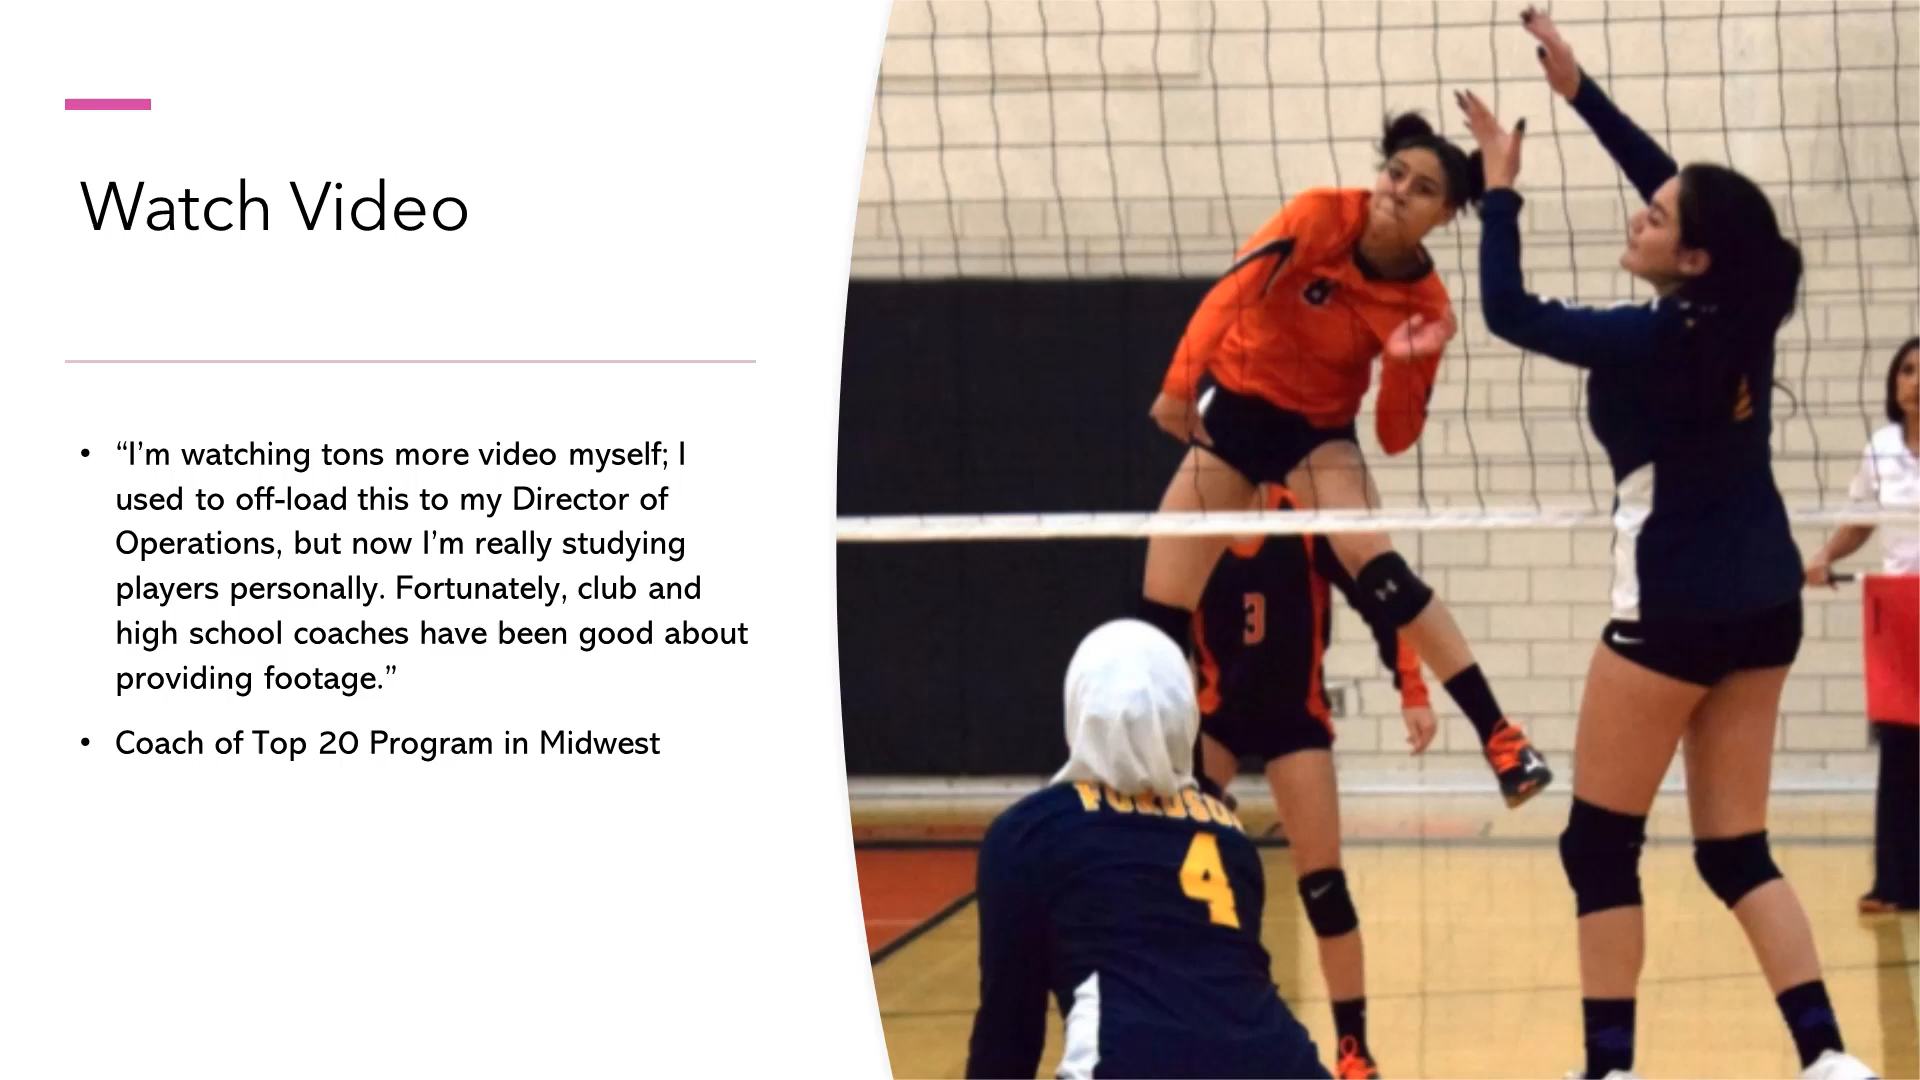 Watch Video
• “I’m watching tons more video myself; I
used to off-load this to my Director of
Operations, but now I’m really studying
players personally. Fortunately, club and
high school coaches have been good about
providing footage.”
• Coach of Top 20 Program in Midwest
3
FORDSON
4